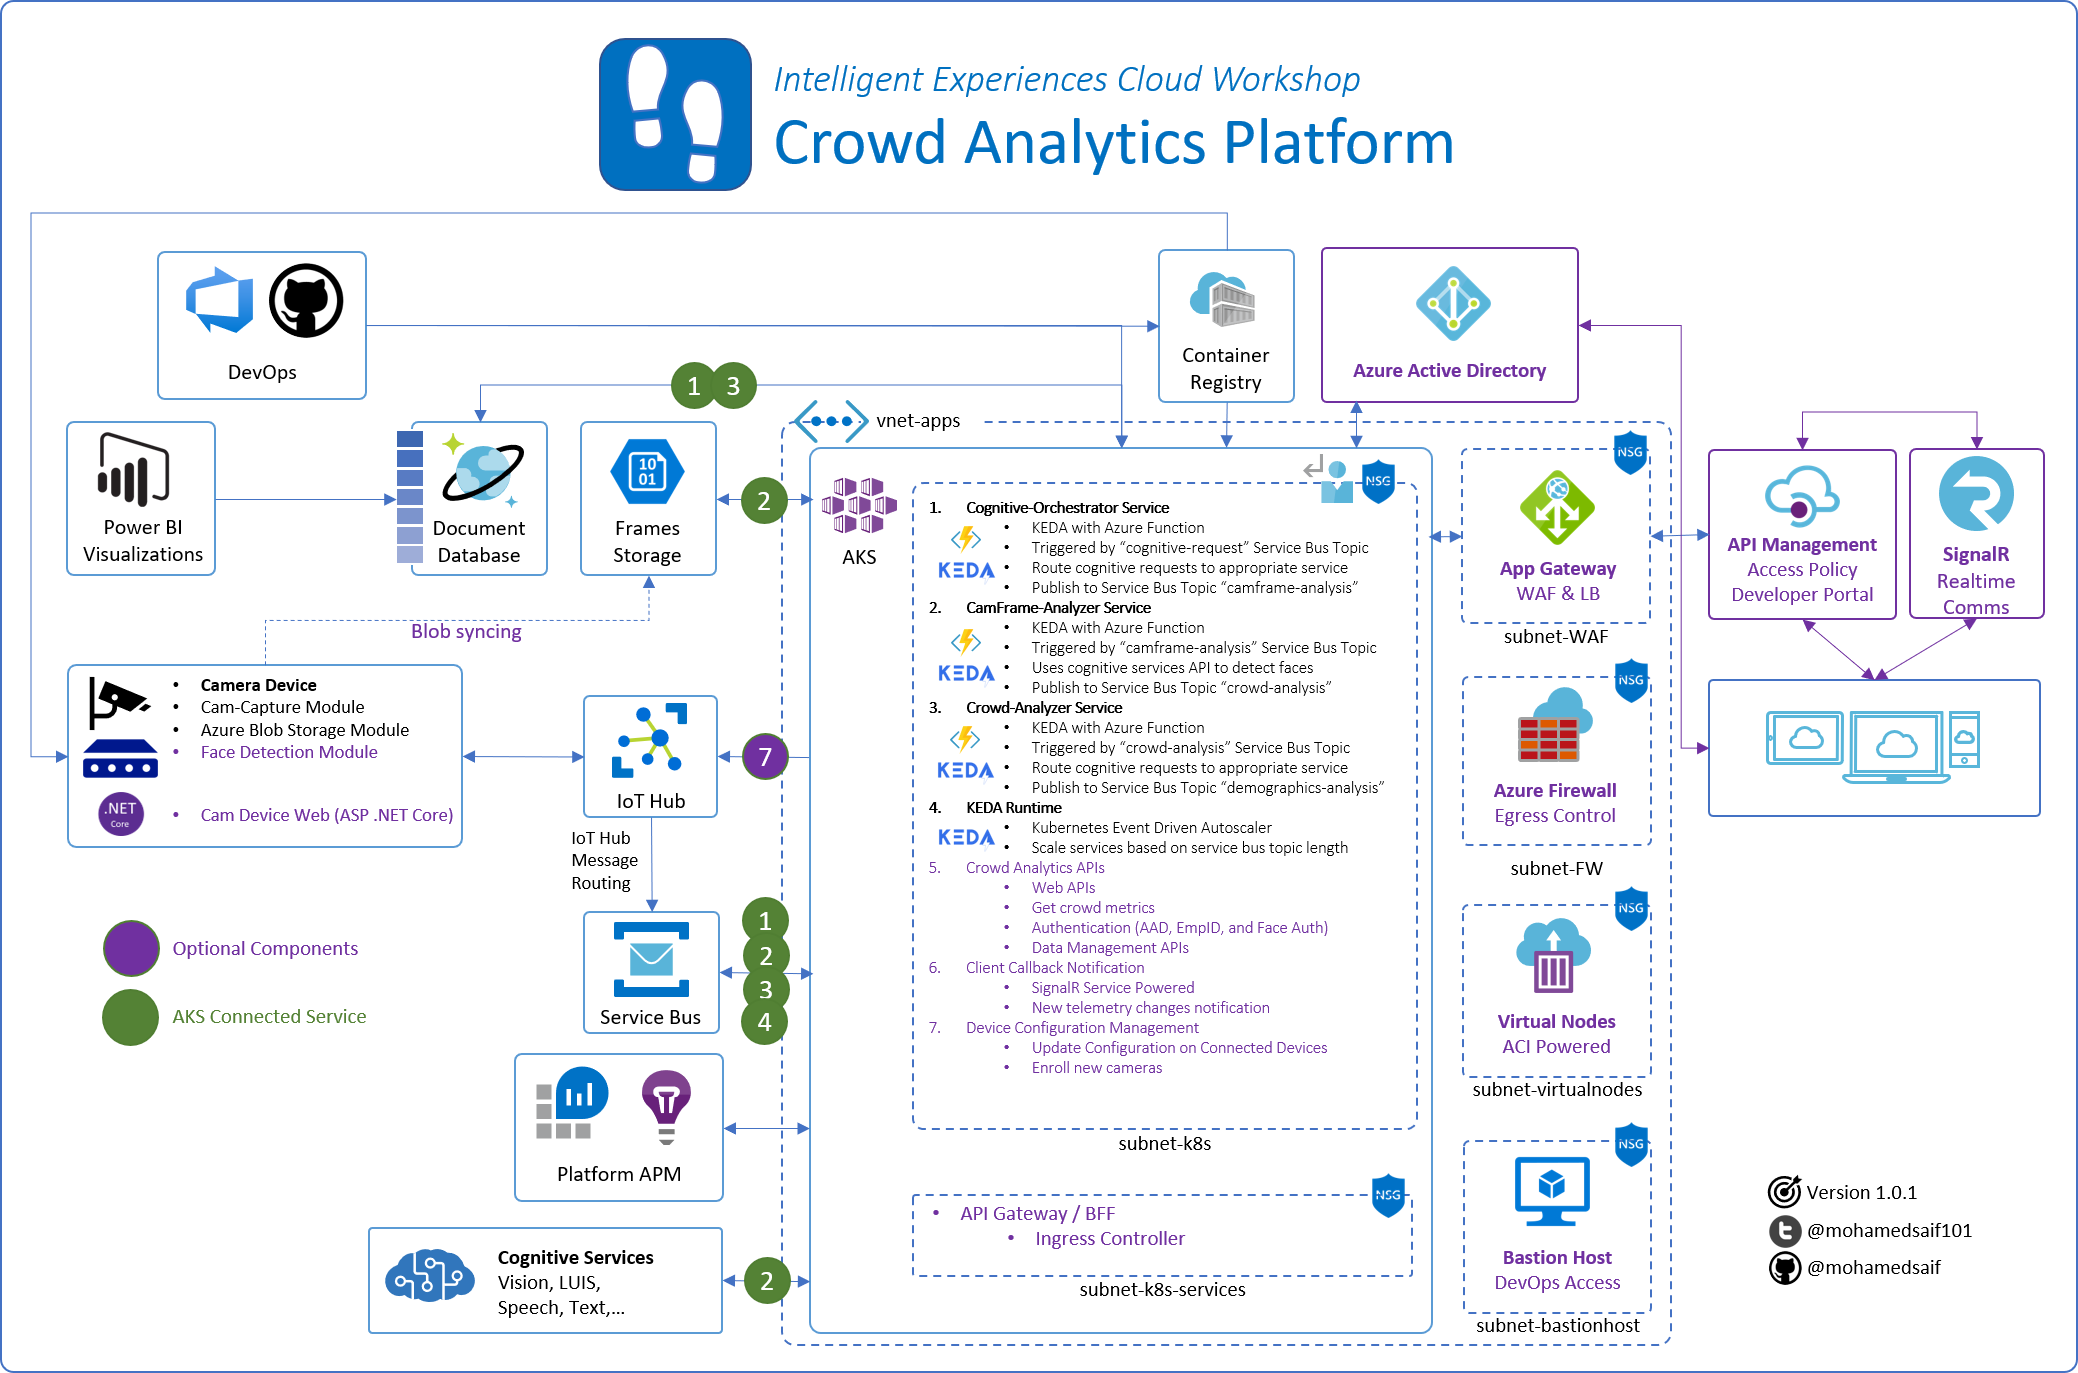 Intelligent Experiences Cloud Workshop
Crowd Analytics Platform
DevOps
Container
Registry
Azure Active Directory
1
3
vnet-apps
Power BI
Visualizations
Document
Database
10
01
Frames
Storage
2
AKS
NSG
1. Cognitive-Orchestrator Service
• KEDA with Azure Function
• Triggered by “cognitive-request” Service Bus Topic
KEDA
• Route cognitive requests to appropriate service
• Publish to Service Bus Topic “camframe-analysis”
2. CamFrame-Analyzer Service
• KEDA with Azure Function
• Triggered by “camframe-analysis” Service Bus Topic
KEDA
• Uses cognitive services API to detect faces
• Publish to Service Bus Topic “crowd-analysis”
3. Crowd-Analyzer Service
• KEDA with Azure Function
• Triggered by “crowd-analysis” Service Bus Topic
KEDA
• Route cognitive requests to appropriate service
• Publish to Service Bus Topic “demographics-analysis”
4. KEDA Runtime
KEDA
• Kubernetes Event Driven Autoscaler
• Scale services based on service bus topic length
5. Crowd Analytics APIs
• Web APIs
• Get crowd metrics
• Authentication (AAD, EmpID, and Face Auth)
• Data Management APIs
6. Client Callback Notification
• SignalR Service Powered
• New telemetry changes notification
7. Device Configuration Management
• Update Configuration on Connected Devices
• Enroll new cameras
subnet-k8s
NSG
• API Gateway / BFF
• Ingress Controller
subnet-k8s-services
NSG
App Gateway
WAF & LB
subnet-WAF
NSG
Azure Firewall
Egress Control
subnet-FW
NSG
Virtual Nodes
ACI Powered
subnet-virtualnodes
NSG
Bastion Host
DevOps Access
subnet-bastionhost
API Management
Access Policy
Developer Portal
SignalR
Realtime
Comms
Blob syncing
• Camera Device
• Cam-Capture Module
• Azure Blob Storage Module
• Face Detection Module
.NET
Core
• Cam Device Web (ASP .NET Core)
IoT Hub
7
IoT Hub
Message
Routing
Service Bus
1
2
3
4
Optional Components
AKS Connected Service
Platform APM
Cognitive Services
Vision, LUIS,
Speech, Text,...
2
Version 1.0.1
@mohamedsaif101
@mohamedsaif